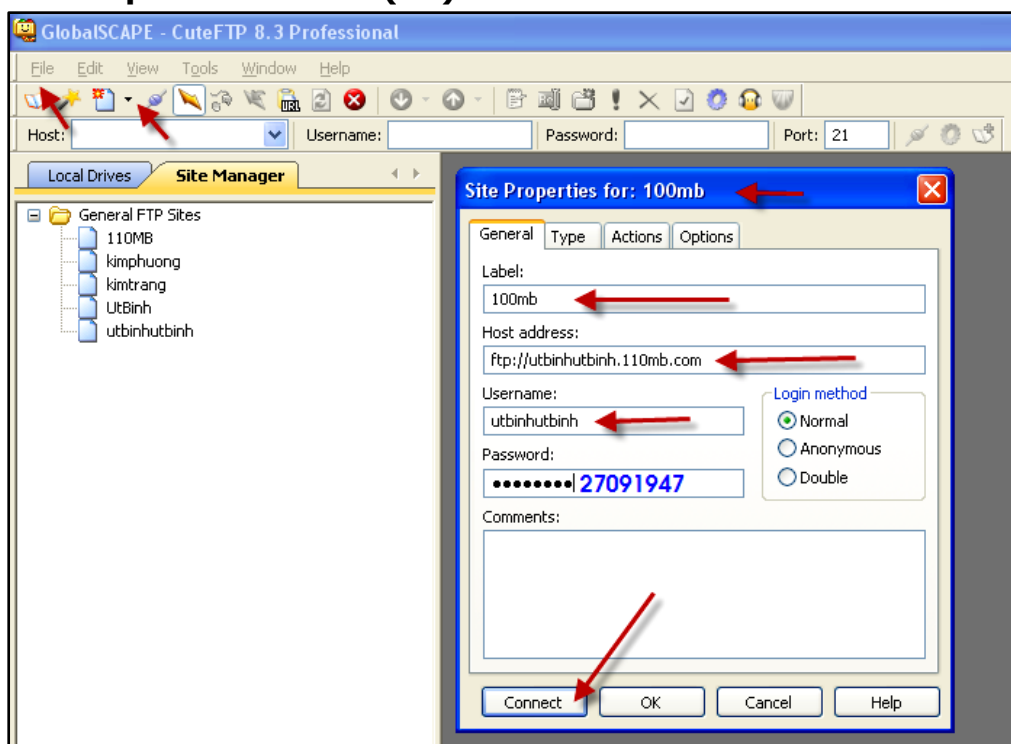 GlobalSCAPE - CuteFTP 8.3 Professional
File Edit View Tools Window Help
URL
Host: Username: Password: Port: 21
Local Drives Site Manager
General FTP Sites
110MB
kimphuong
kimtrang
UtBinh
utbinhutbinh
Site Properties for: 100mb
General Type Actions Options
Label:
100mb
Host address:
ftp://utbinhutbinh.110mb.com
Username:
utbinhutbinh
Login method
Normal
Anonymous
Double
Password:
•••••••• 27091947
Comments:
Connect OK Cancel Help